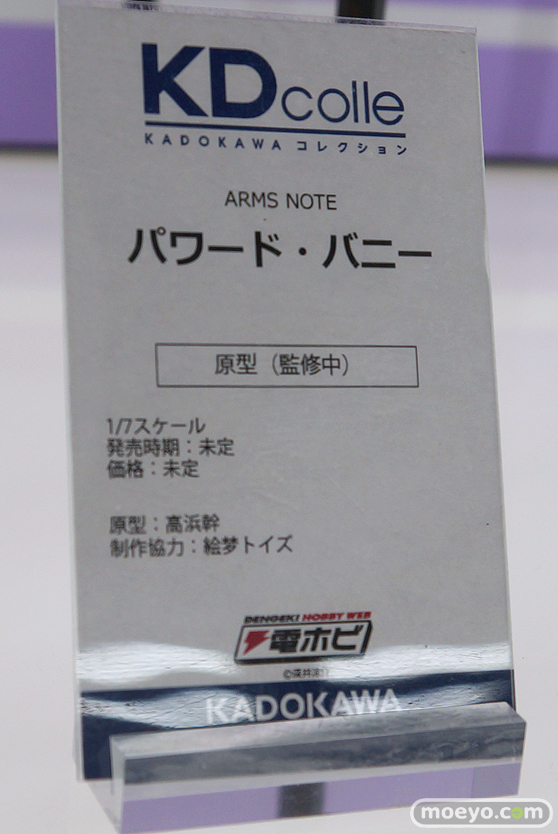 KDcolle
KADOKAWA コレクション
ARMS NOTE
パワード・バニー
原型（監修中）
1/7スケール
発売時期：未定
価格：未定
原型：高浜幹
制作協力：絵夢トイズ
DENGEKI HOBBY WEB
電ホビ
KADOKAWA
moeyo.com